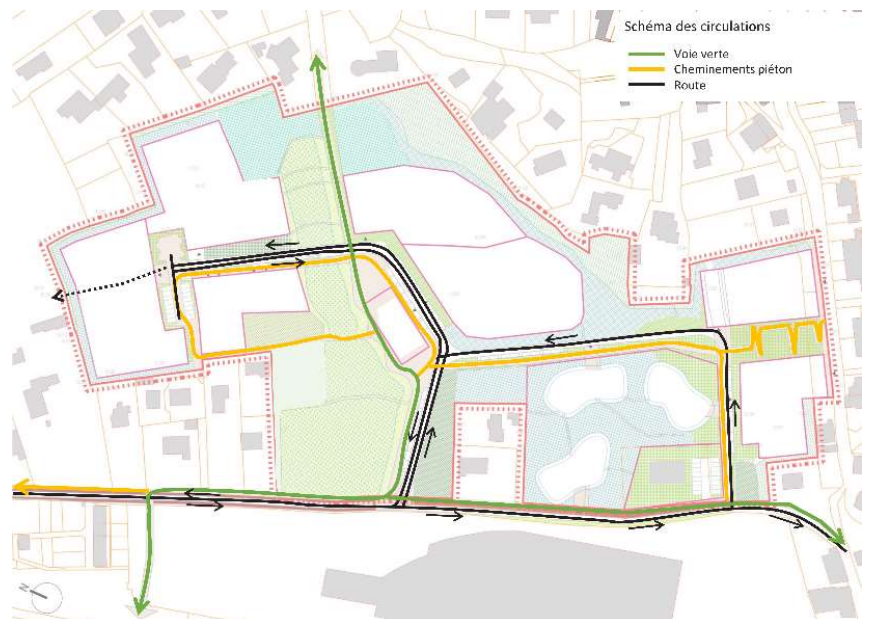 Schéma des circulations
Voie verte
Cheminements piéton
Route
N